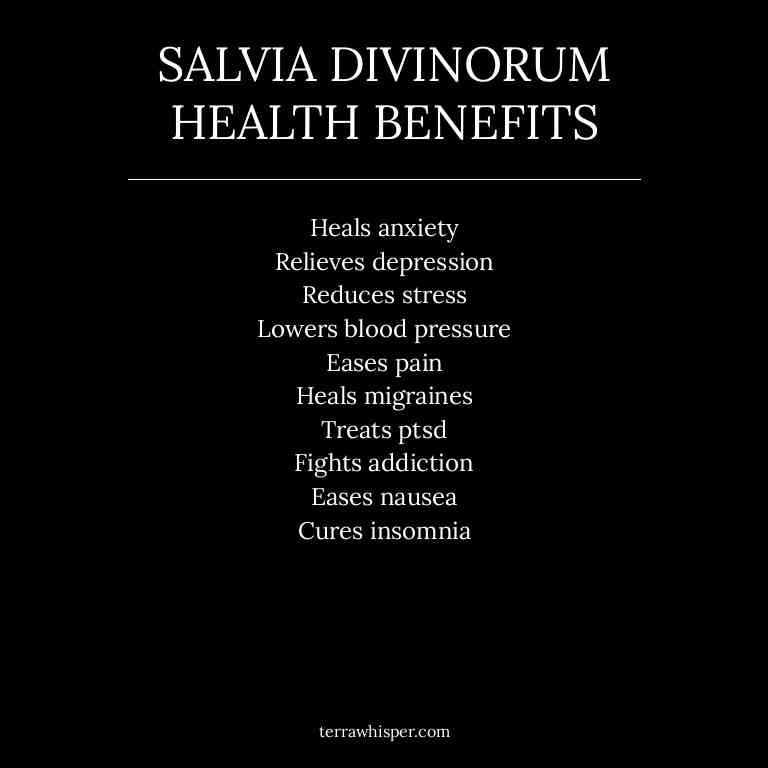 SALVIA DIVINORUM
HEALTH BENEFITS
Heals anxiety
Relieves depression
Reduces stress
Lowers blood pressure
Eases pain
Heals migraines
Treats ptsd
Fights addiction
Eases nausea
Cures insomnia
terrawhisper.com